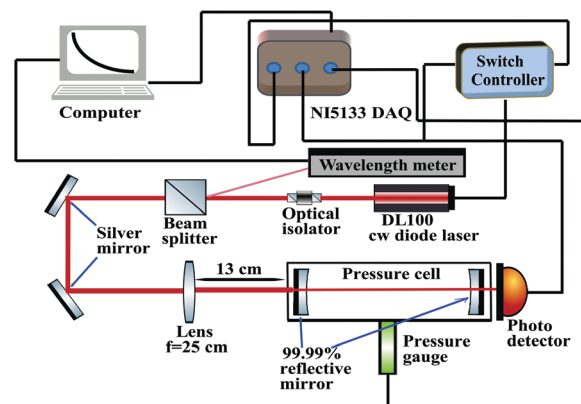 Computer
NI5133 DAQ
Switch
Controller
Wavelength meter
Beam
splitter
Optical
isolator
DL100
cw diode laser
Silver
mirror
13 cm
Pressure cell
Lens
f=25 cm
99.99%
reflective
mirror
Pressure
gauge
Photo
detector